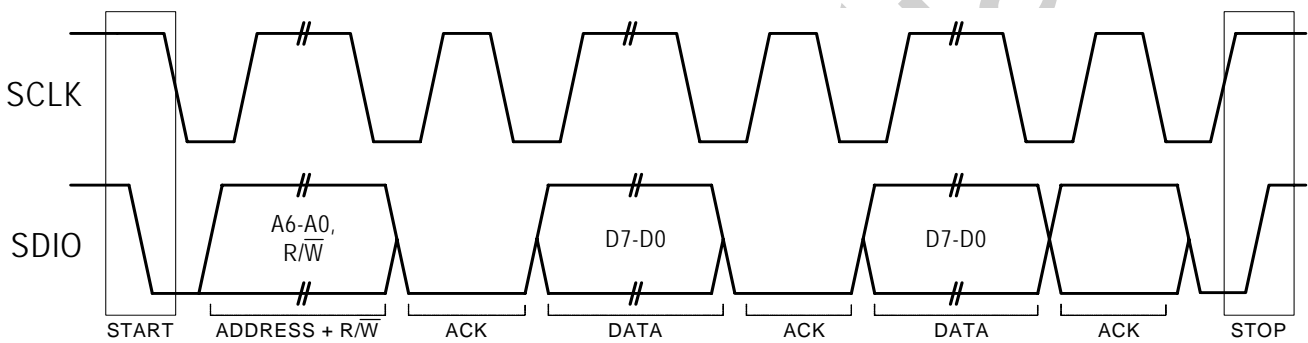 SCLK
SDIO
A6-A0,
R/W̅
D7-D0
D7-D0
START
ADDRESS + R/W̅
ACK
DATA
ACK
DATA
ACK
STOP